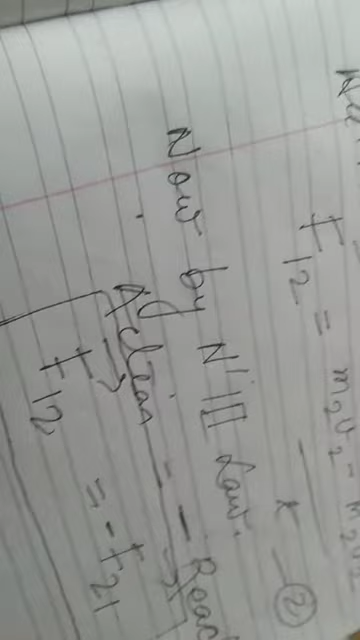 F12 = m2v2 - m2u2
t — ②
Now by N' III Law.
Action = - Reac
F12 = - F21